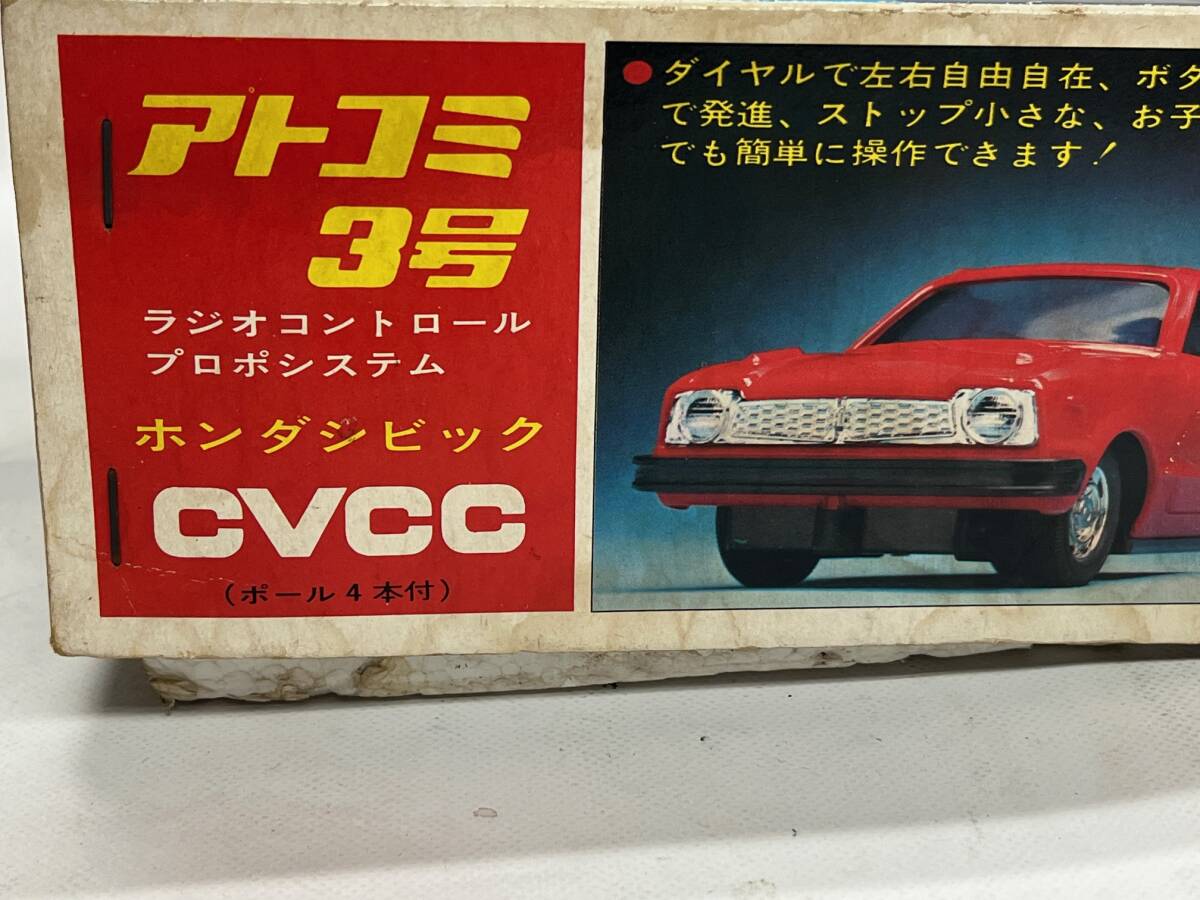 アトコミ
3号
ラジオコントロール
プロポシステム
ホンダシビック
CVCC
(ポール4本付)
●ダイヤルで左右自由自在、ボタ
で発進、ストップ小さな、お子
でも簡単に操作できます!